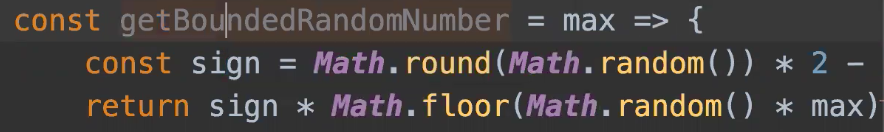 const getBoundedRandomNumber = max => {
const sign = Math.round(Math.random()) * 2 -
return sign * Math.floor(Math.random() * max)